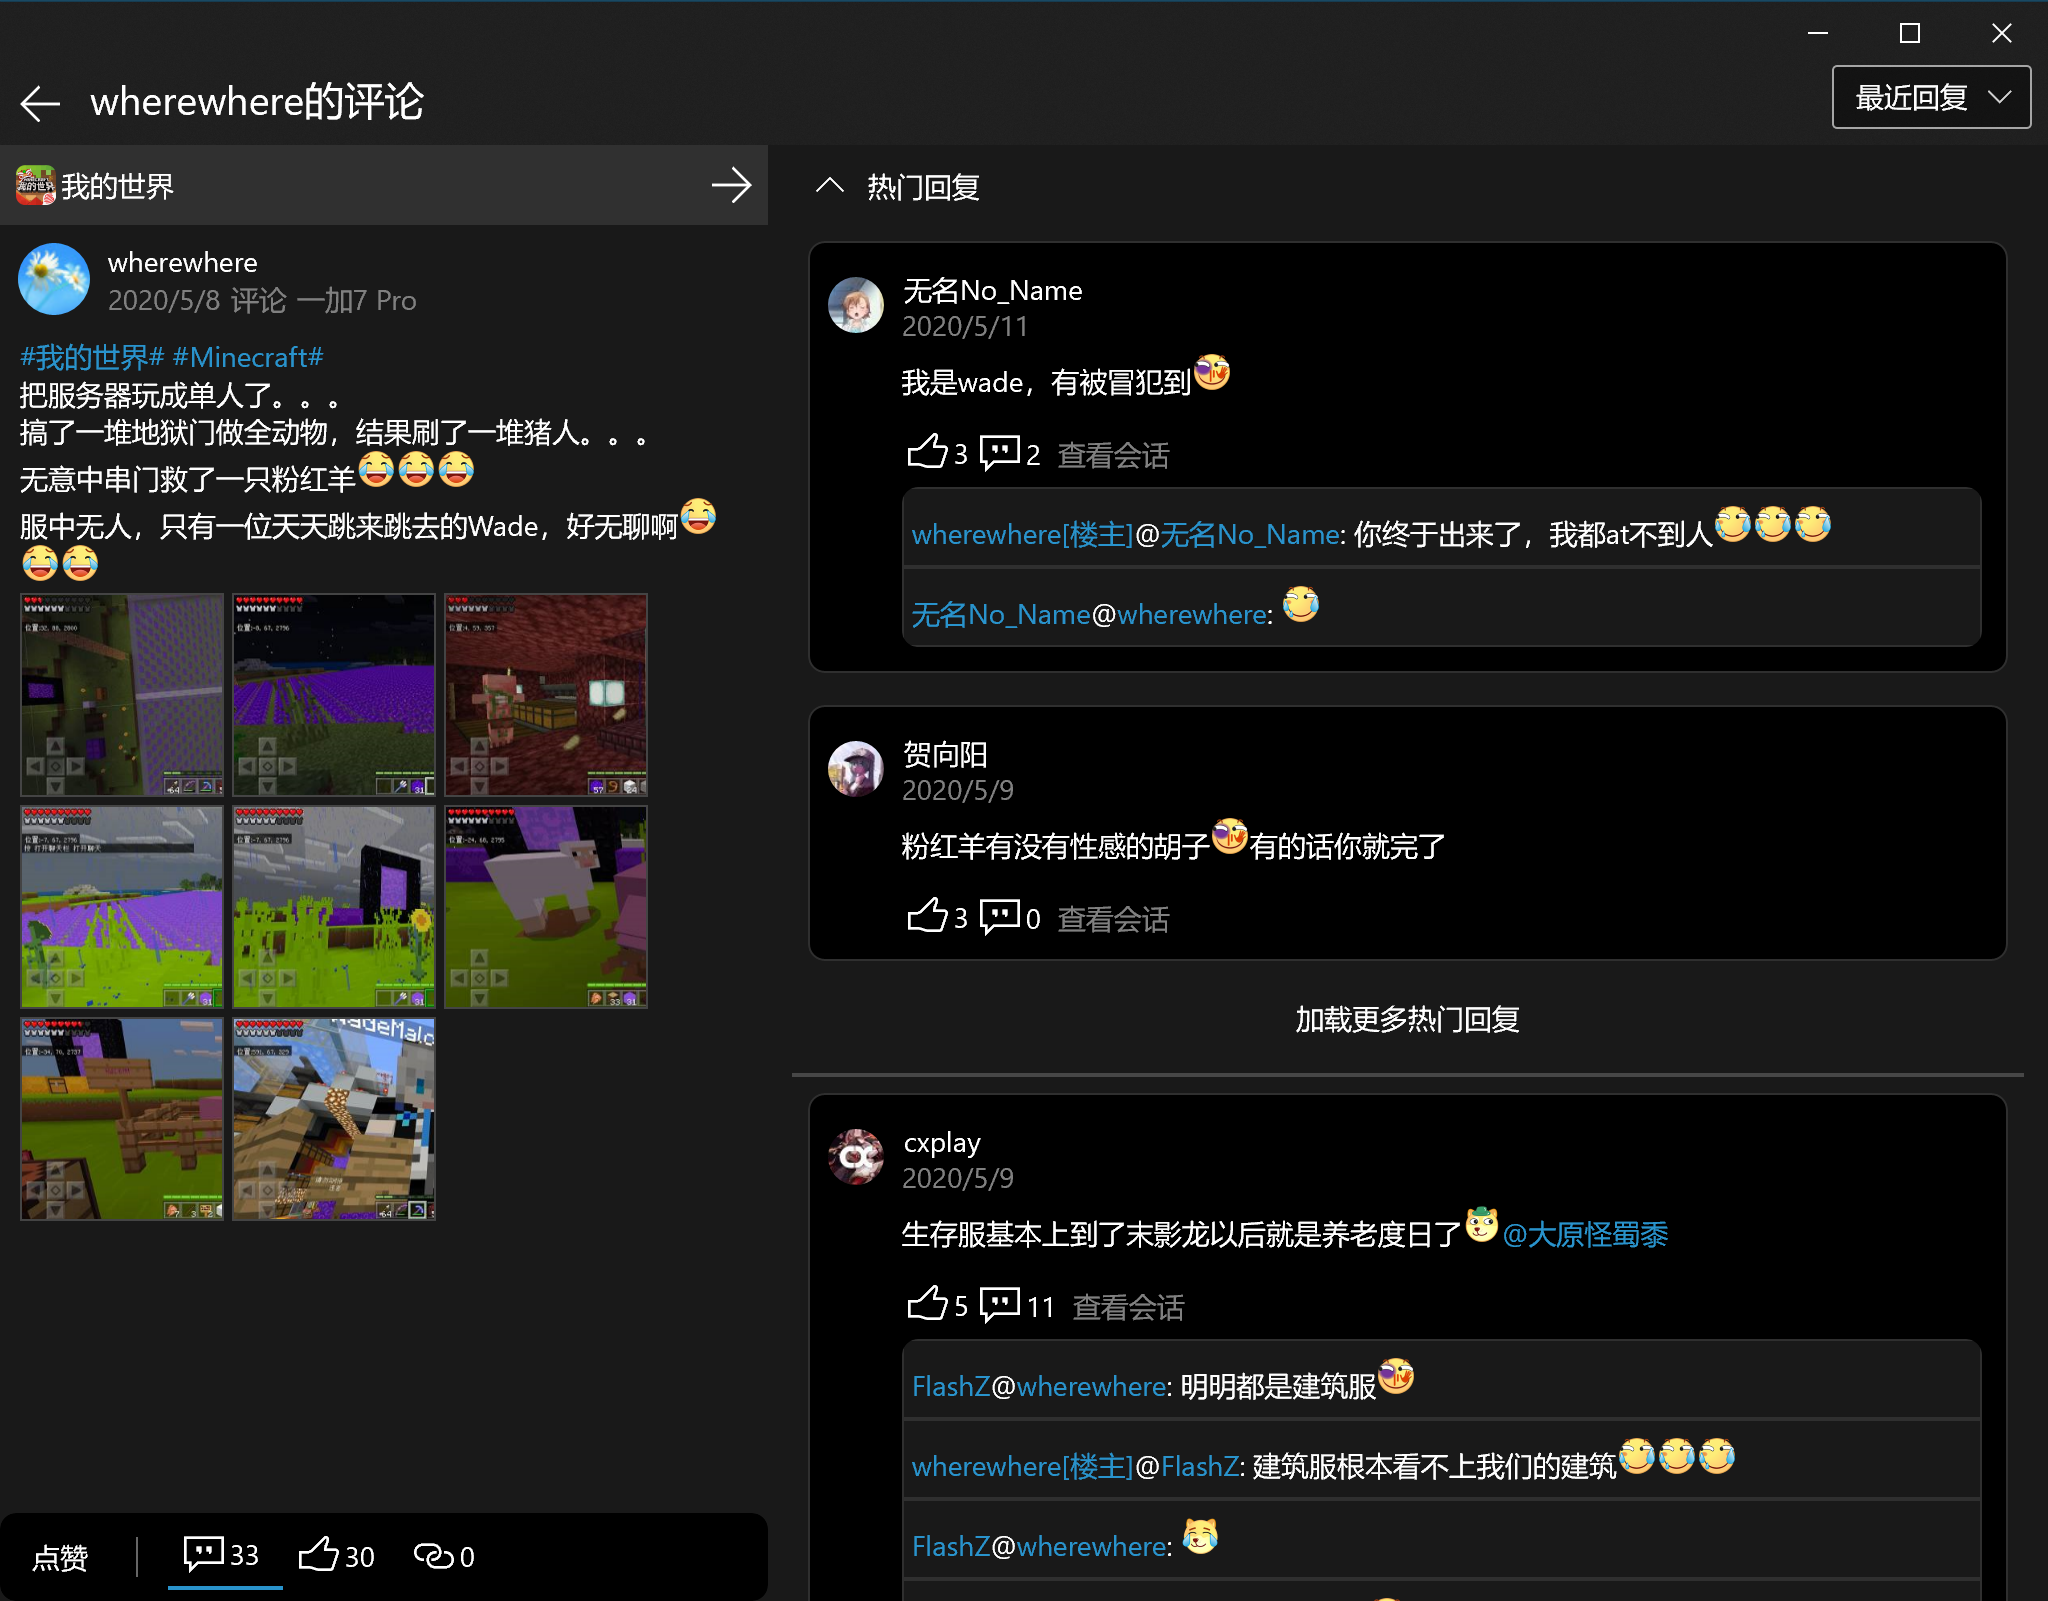 wherewhere的评论
最近回复
我的世界
wherewhere
2020/5/8 评论 一加7 Pro
#我的世界# #Minecraft#
把服务器玩成单人了。。。
搞了一堆地狱门做全动物，结果刷了一堆猪人。。。
无意中串门救了一只粉红羊
服中无人，只有一位天天跳来跳去的Wade，好无聊啊
点赞
33
30
0
热门回复
无名No_Name
2020/5/11
我是wade，有被冒犯到
3 2 查看会话
wherewhere[楼主]@无名No_Name: 你终于出来了，我都at不到人
无名No_Name@wherewhere:
贺向阳
2020/5/9
粉红羊有没有性感的胡子有的话你就完了
3 0 查看会话
加载更多热门回复
cxplay
2020/5/9
生存服基本上到了末影龙以后就是养老度日了@大原怪蜀黍
5 11 查看会话
FlashZ@wherewhere: 明明都是建筑服
wherewhere[楼主]@FlashZ: 建筑服根本看不上我们的建筑
FlashZ@wherewhere: